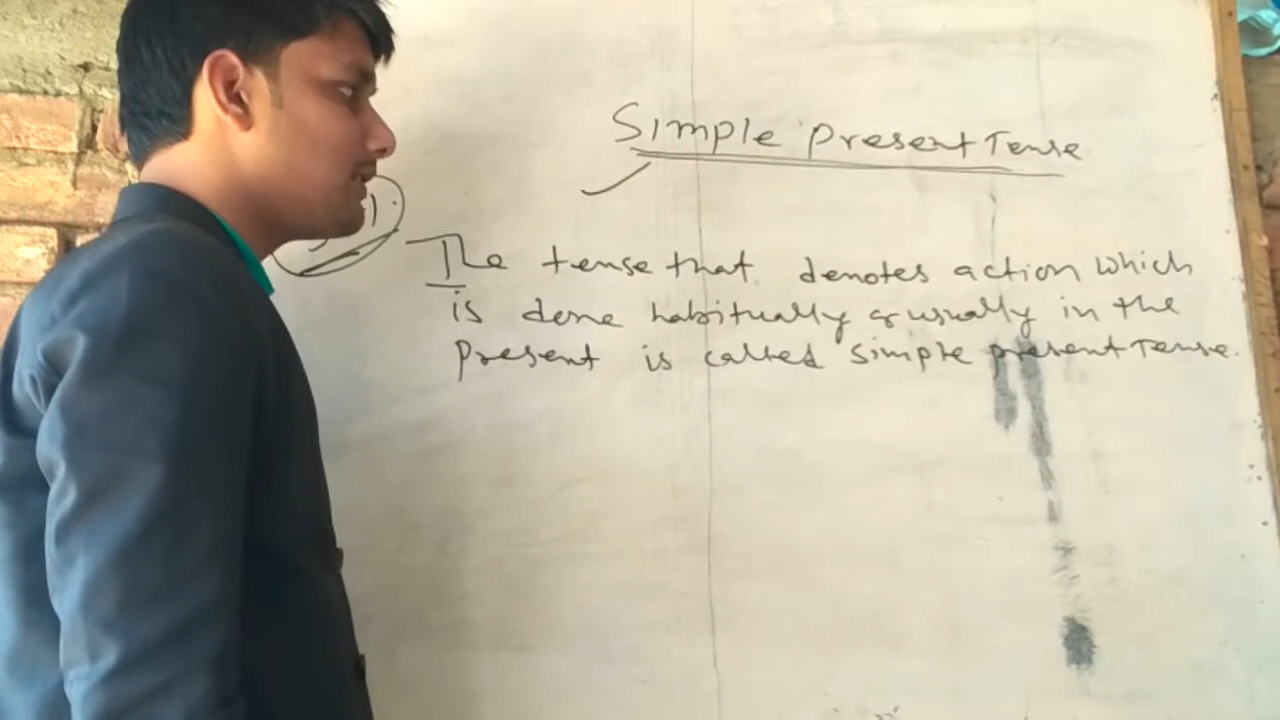 Simple Present Tense
1).
The tense that denotes action which
is done habitually or usually in the
Present is called simple present Tense.